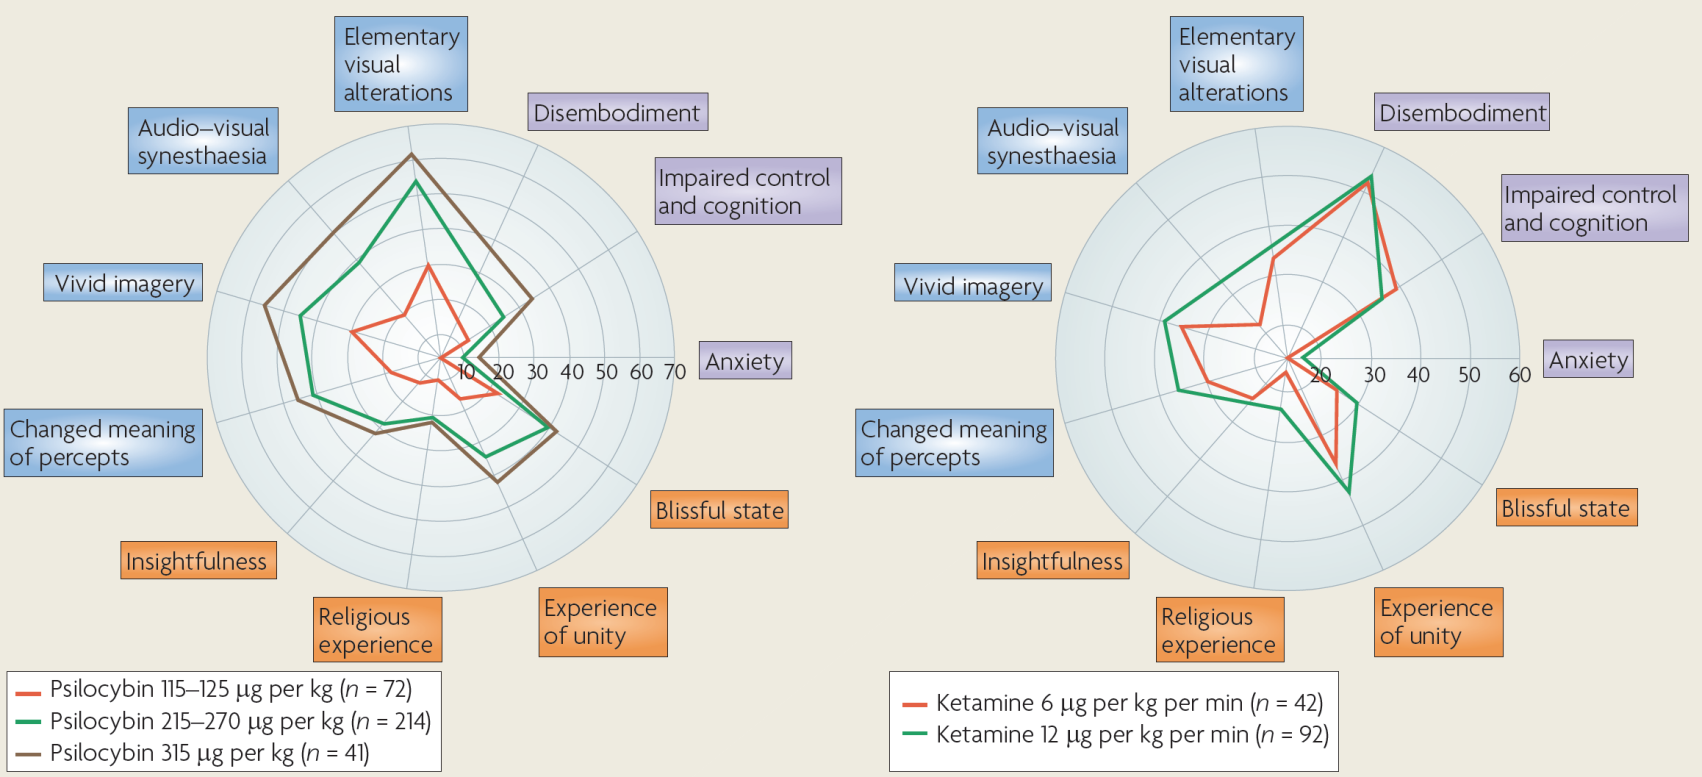 Elementary
visual
alterations
Disembodiment
Audio–visual
synesthaesia
Impaired control
and cognition
Vivid imagery
Anxiety
10 20 30 40 50 60 70
Changed meaning
of percepts
Blissful state
Insightfulness
Religious
experience
Experience
of unity
Psilocybin 115–125 µg per kg (n = 72)
Psilocybin 215–270 µg per kg (n = 214)
Psilocybin 315 µg per kg (n = 41)
Elementary
visual
alterations
Disembodiment
Audio–visual
synesthaesia
Impaired control
and cognition
Vivid imagery
Anxiety
20 30 40 50 60
Changed meaning
of percepts
Blissful state
Insightfulness
Religious
experience
Experience
of unity
Ketamine 6 µg per kg per min (n = 42)
Ketamine 12 µg per kg per min (n = 92)